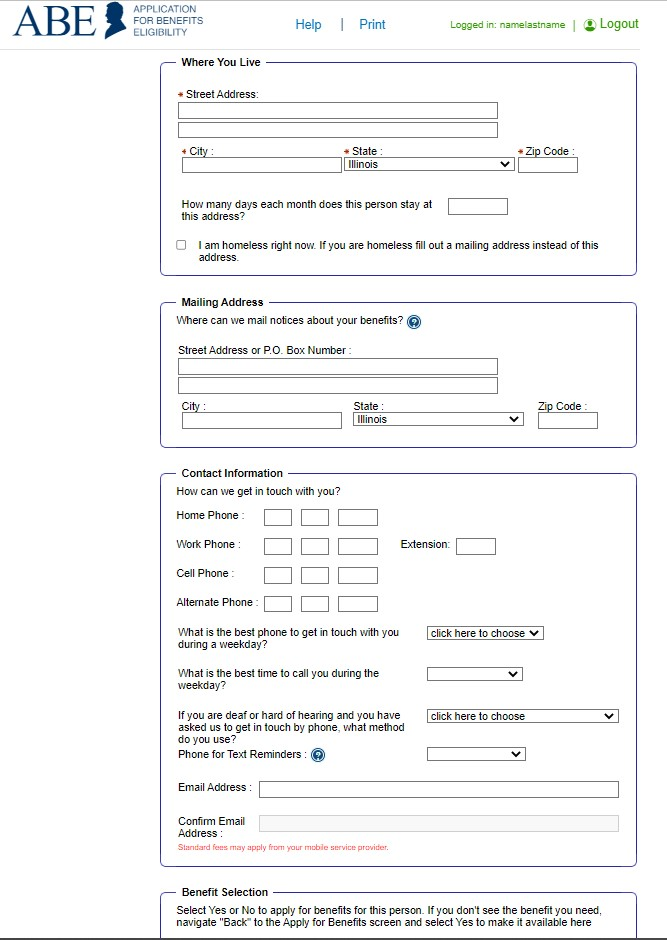 ABE APPLICATION
FOR BENEFITS
ELIGIBILITY
Help | Print
Logged in: namelastname | Logout
Where You Live
* Street Address:
* City :
* State :
* Zip Code :
Illinois
How many days each month does this person stay at
this address?
I am homeless right now. If you are homeless fill out a mailing address instead of this
address.
Mailing Address
Where can we mail notices about your benefits? ?
Street Address or P.O. Box Number :
City :
State :
Zip Code :
Illinois
Contact Information
How can we get in touch with you?
Home Phone :
Work Phone :
Extension:
Cell Phone :
Alternate Phone :
What is the best phone to get in touch with you
during a weekday?
click here to choose
What is the best time to call you during the
weekday?
If you are deaf or hard of hearing and you have
asked us to get in touch by phone, what method
do you use?
click here to choose
Phone for Text Reminders : ?
Email Address :
Confirm Email
Address :
Standard fees may apply from your mobile service provider.
Benefit Selection
Select Yes or No to apply for benefits for this person. If you don't see the benefit you need,
navigate "Back" to the Apply for Benefits screen and select Yes to make it available here